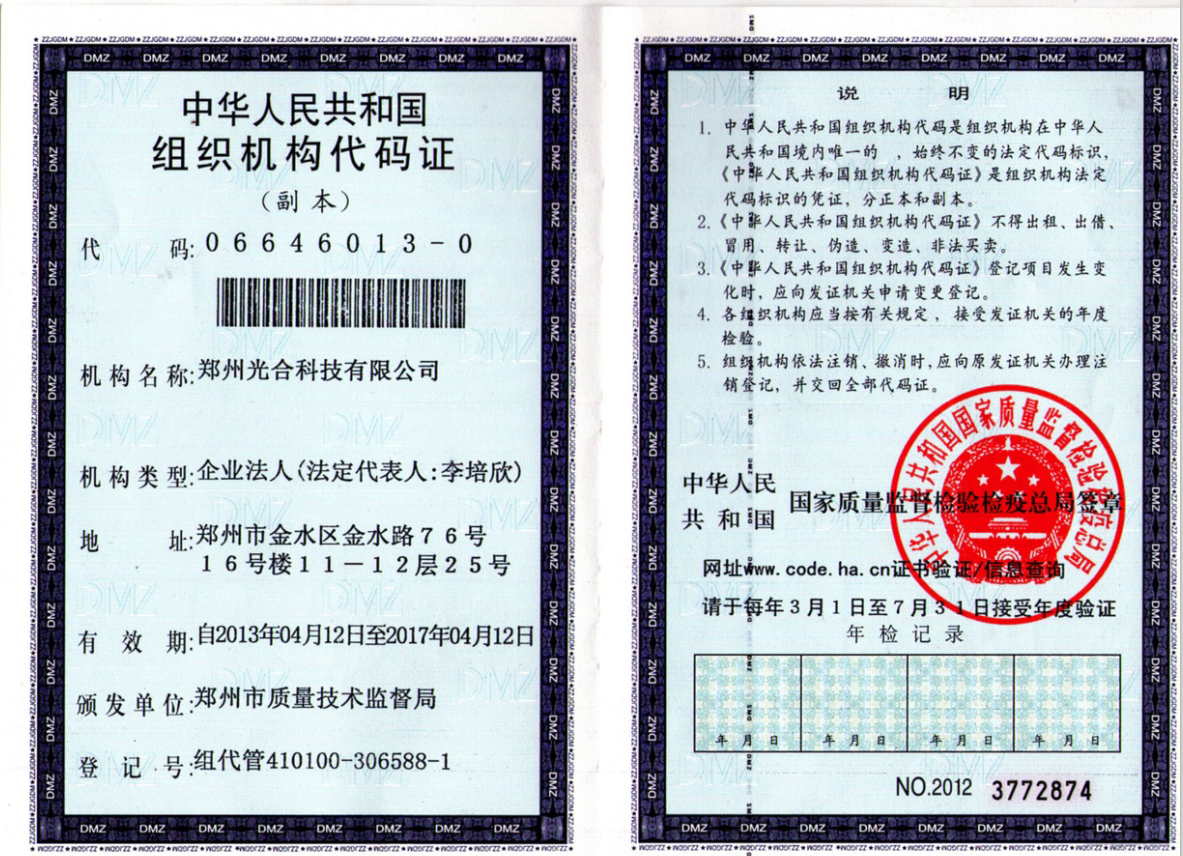 中华人民共和国
组织机构代码证
（副 本）
代 码: 06646013-0
机构名称: 郑州光合科技有限公司
机构类型: 企业法人(法定代表人:李培欣)
地 址: 郑州市金水区金水路76号
16号楼11－12层25号
有 效 期: 自2013年04月12日至2017年04月12日
颁发单位: 郑州市质量技术监督局
登 记 号: 组代管410100-306588-1
说 明
1. 中华人民共和国组织机构代码是组织机构在中华人
民共和国境内唯一的 ，始终不变的法定代码标识，
《中华人民共和国组织机构代码证》是组织机构法定
代码标识的凭证，分正本和副本。
2.《中华人民共和国组织机构代码证》不得出租、出借、
冒用、转让、伪造、变造、非法买卖。
3.《中华人民共和国组织机构代码证》登记项目发生变
化时，应向发证机关申请变更登记。
4. 各组织机构应当按有关规定，接受发证机关的年度
检验。
5. 组织机构依法注销、撤消时，应向原发证机关办理注
销登记，并交回全部代码证。
中华人民
共 和 国 国家质量监督检验检疫总局签章
中华人民共和国国家质量监督检验检疫总局
网址www.code.ha.cn证书验证/信息查询
请于每年3月1日至7月31日接受年度验证
年 检 记 录
年 月 日 年 月 日 年 月 日 年 月 日
NO.2012 3772874